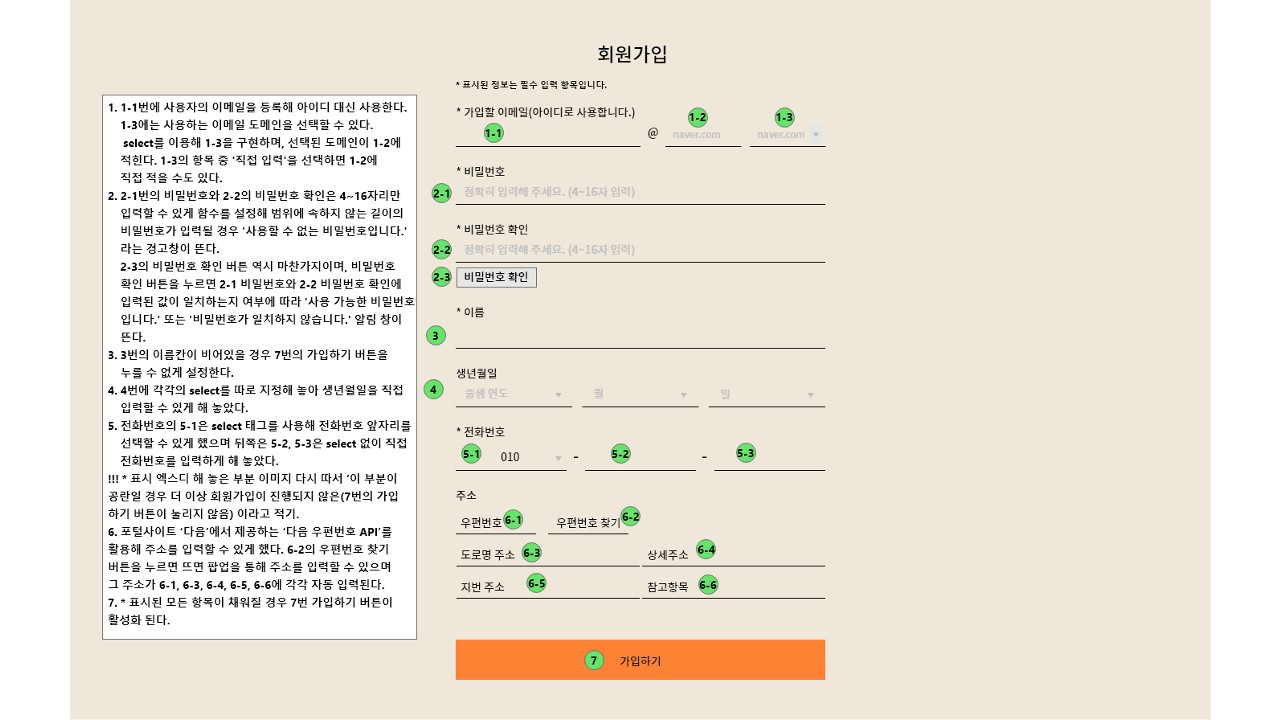 회원가입
* 표시된 정보는 필수 입력 항목입니다.
1. 1-1번에 사용자의 이메일을 등록해 아이디 대신 사용한다.
1-3에는 사용하는 이메일 도메인을 선택할 수 있다.
select를 이용해 1-3을 구현하며, 선택된 도메인이 1-2에
적힌다. 1-3의 항목 중 '직접 입력'을 선택하면 1-2에
직접 적을 수도 있다.
2. 2-1번의 비밀번호와 2-2의 비밀번호 확인은 4~16자리만
입력할 수 있게 함수를 설정해 범위에 속하지 않는 길이의
비밀번호가 입력될 경우 '사용할 수 없는 비밀번호입니다.'
라는 경고창이 뜬다.
2-3의 비밀번호 확인 버튼 역시 마찬가지이며, 비밀번호
확인 버튼을 누르면 2-1 비밀번호와 2-2 비밀번호 확인에
입력된 값이 일치하는지 여부에 따라 '사용 가능한 비밀번호
입니다.' 또는 '비밀번호가 일치하지 않습니다.' 알림 창이
뜬다.
3. 3번의 이름칸이 비어있을 경우 7번의 가입하기 버튼을
누를 수 없게 설정한다.
4. 4번에 각각의 select를 따로 지정해 놓아 생년월일을 직접
입력할 수 있게 해 놓았다.
5. 전화번호의 5-1은 select 태그를 사용해 전화번호 앞자리를
선택할 수 있게 했으며 뒤쪽은 5-2, 5-3은 select 없이 직접
전화번호를 입력하게 해 놓았다.
!!! * 표시 엑스디 해 놓은 부분 이미지 다시 따서 '이 부분이
공란일 경우 더 이상 회원가입이 진행되지 않은(7번의 가입
하기 버튼이 눌리지 않음) 이라고 적기.
6. 포털사이트 '다음'에서 제공하는 '다음 우편번호 API'를
활용해 주소를 입력할 수 있게 했다. 6-2의 우편번호 찾기
버튼을 누르면 뜨면 팝업을 통해 주소를 입력할 수 있으며
그 주소가 6-1, 6-3, 6-4, 6-5, 6-6에 각각 자동 입력된다.
7. * 표시된 모든 항목이 채워질 경우 7번 가입하기 버튼이
활성화 된다.
* 가입할 이메일(아이디로 사용합니다.)
1-1 @ 1-2 naver.com 1-3 naver.com
* 비밀번호
2-1 정확히 입력해 주세요. (4~16자 입력)
* 비밀번호 확인
2-2 정확히 입력해 주세요. (4~16자 입력)
2-3 비밀번호 확인
* 이름
3
생년월일
4 출생 연도 월 일
* 전화번호
5-1 010 - 5-2 - 5-3
주소
우편번호 6-1 우편번호 찾기 6-2
도로명 주소 6-3 상세주소 6-4
지번 주소 6-5 참고항목 6-6
7 가입하기